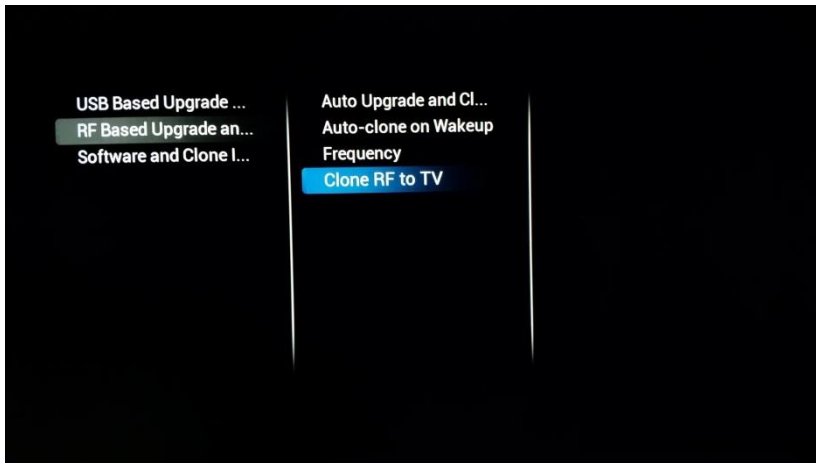 USB Based Upgrade ...
RF Based Upgrade an...
Software and Clone I...
Auto Upgrade and Cl...
Auto-clone on Wakeup
Frequency
Clone RF to TV